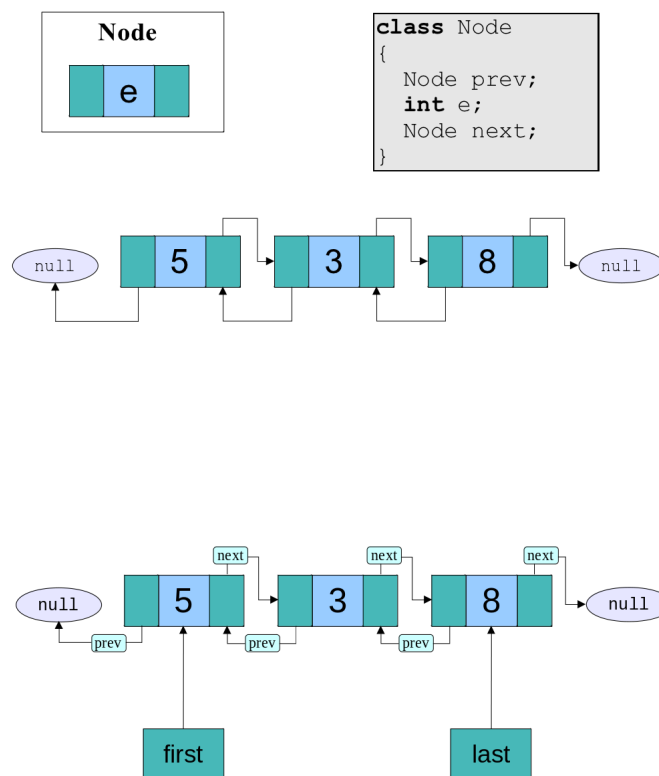 Node
e
class Node
{
Node prev;
int e;
Node next;
}
null 5 3 8 null
next next next
null 5 3 8 null
prev prev prev
first last